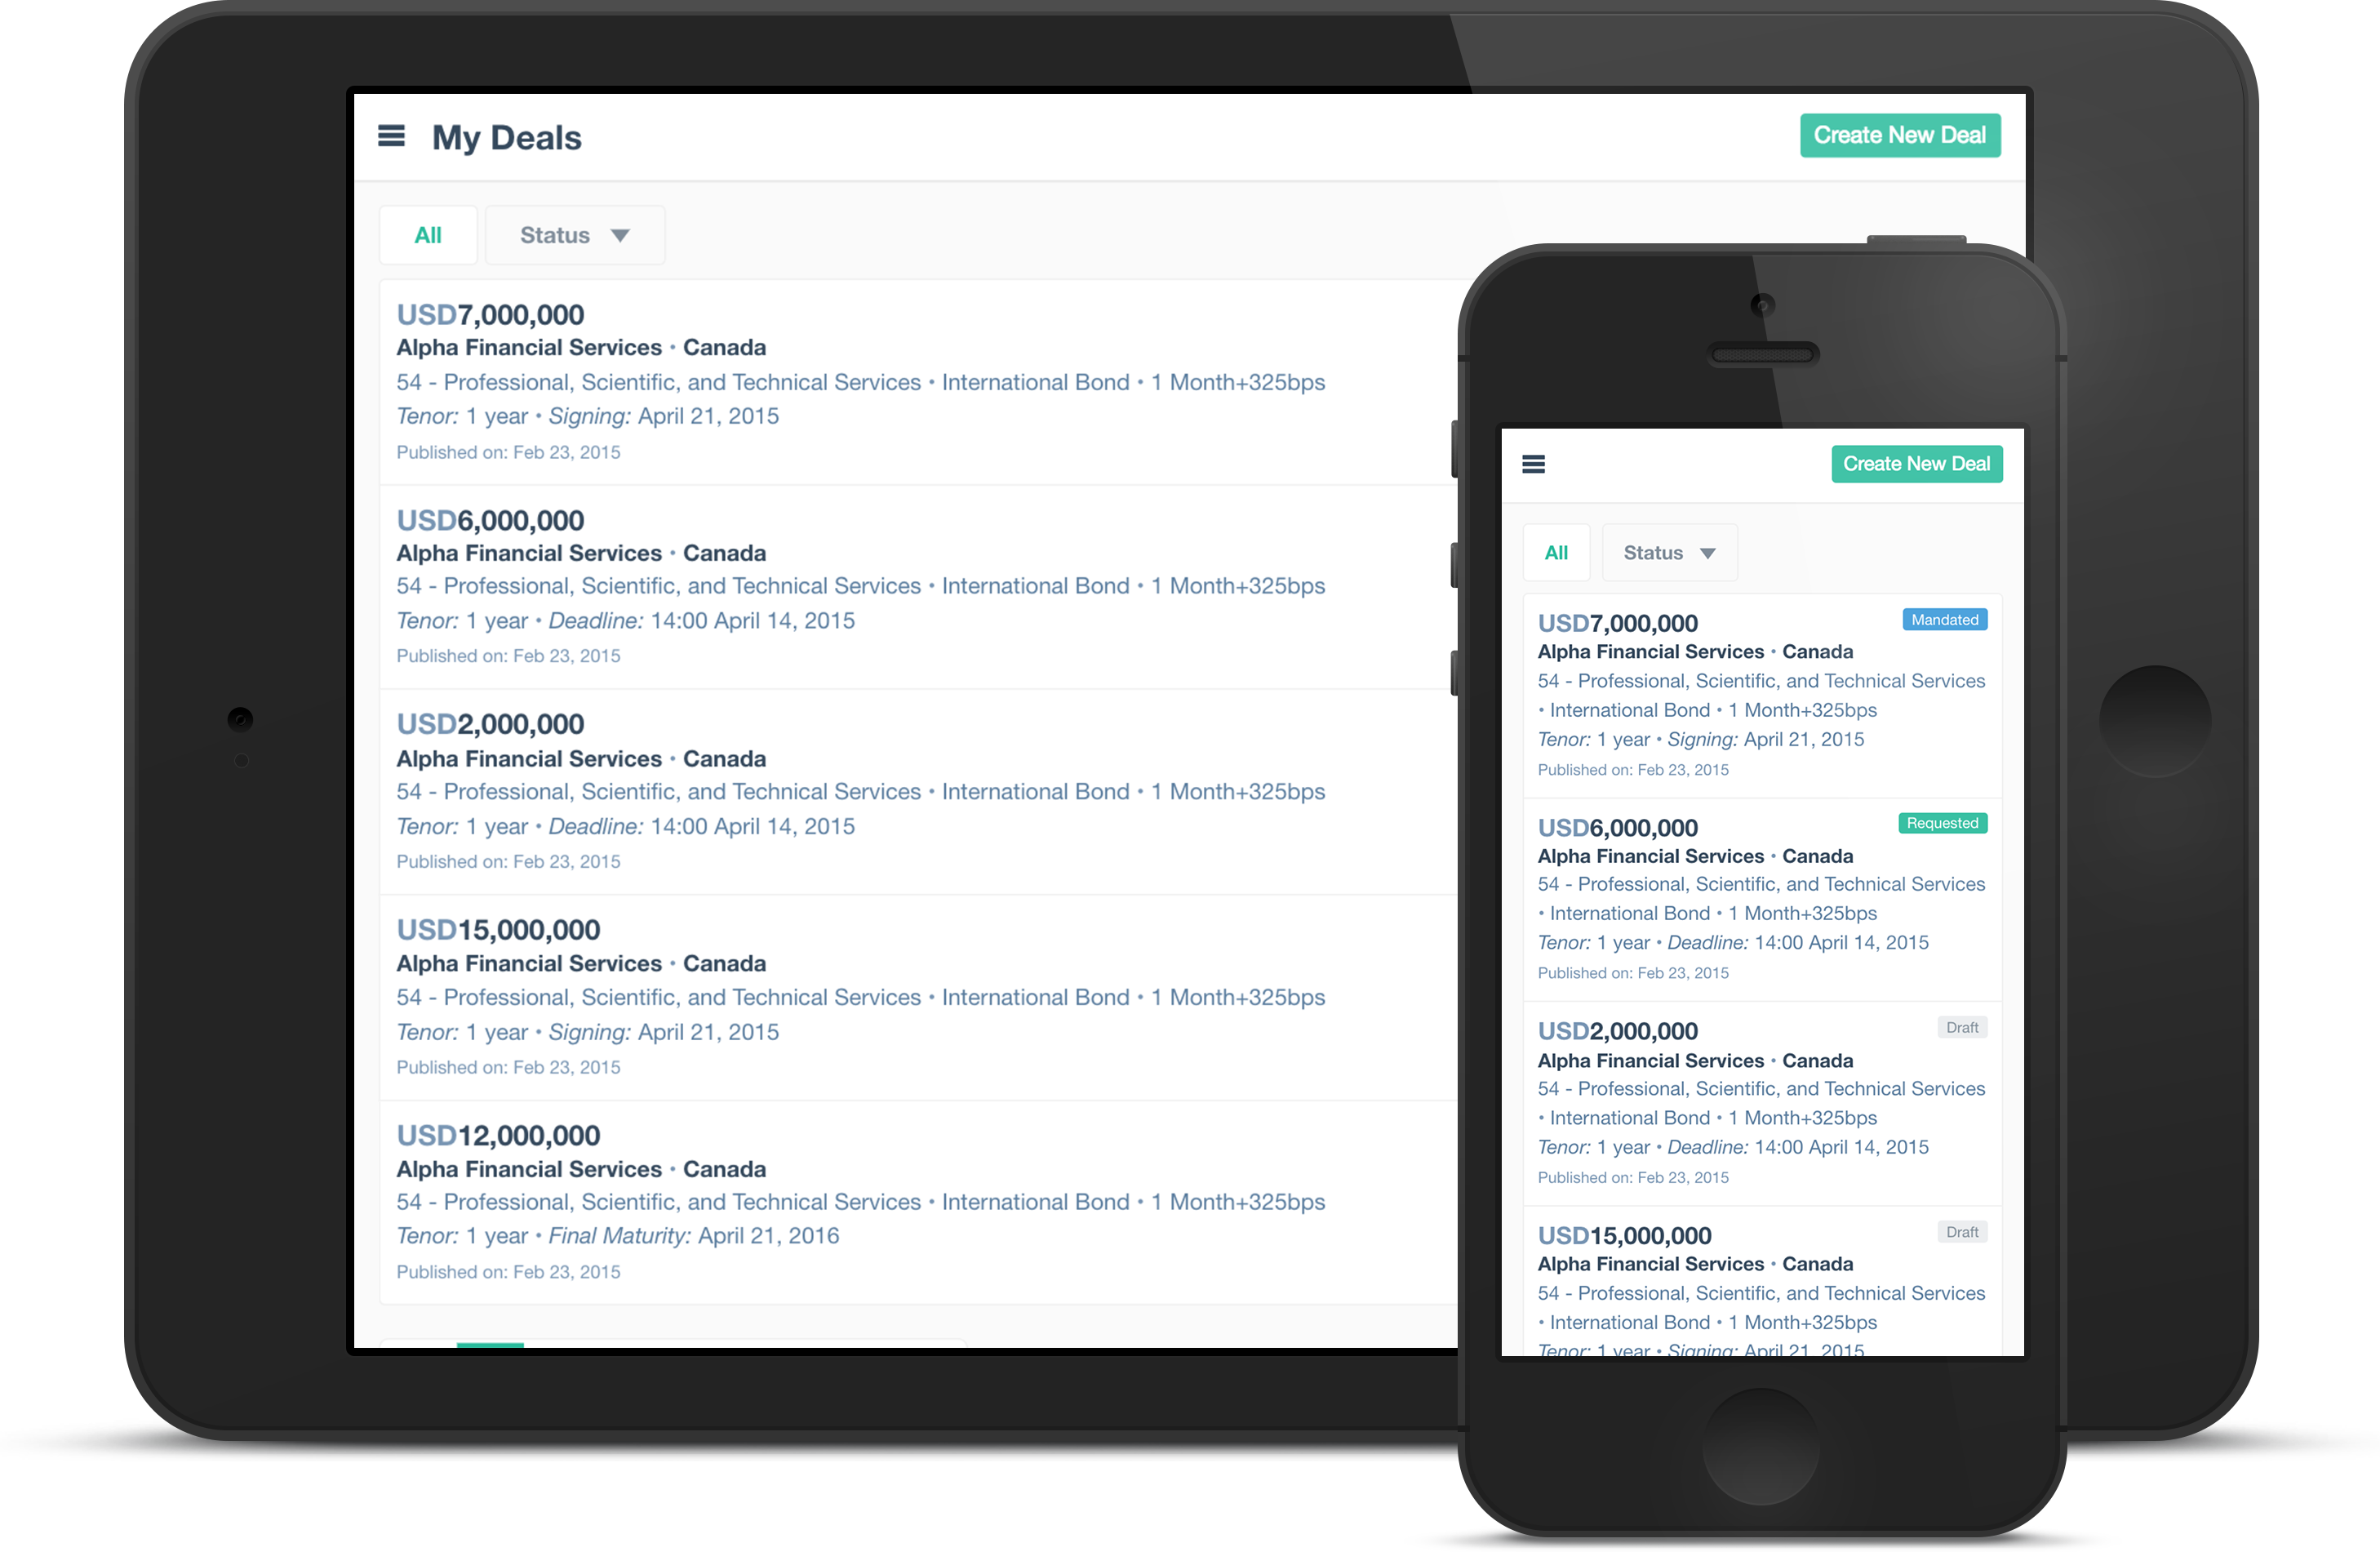 My Deals
Create New Deal
All
Status
USD7,000,000
Alpha Financial Services • Canada
54 - Professional, Scientific, and Technical Services • International Bond • 1 Month+325bps
Tenor: 1 year • Signing: April 21, 2015
Published on: Feb 23, 2015
USD6,000,000
Alpha Financial Services • Canada
54 - Professional, Scientific, and Technical Services • International Bond • 1 Month+325bps
Tenor: 1 year • Deadline: 14:00 April 14, 2015
Published on: Feb 23, 2015
USD2,000,000
Alpha Financial Services • Canada
54 - Professional, Scientific, and Technical Services • International Bond • 1 Month+325bps
Tenor: 1 year • Deadline: 14:00 April 14, 2015
Published on: Feb 23, 2015
USD15,000,000
Alpha Financial Services • Canada
54 - Professional, Scientific, and Technical Services • International Bond • 1 Month+325bps
Tenor: 1 year • Signing: April 21, 2015
Published on: Feb 23, 2015
USD12,000,000
Alpha Financial Services • Canada
54 - Professional, Scientific, and Technical Services • International Bond • 1 Month+325bps
Tenor: 1 year • Final Maturity: April 21, 2016
Published on: Feb 23, 2015
Create New Deal
All
Status
USD7,000,000
Mandated
Alpha Financial Services • Canada
54 - Professional, Scientific, and Technical Services
• International Bond • 1 Month+325bps
Tenor: 1 year • Signing: April 21, 2015
Published on: Feb 23, 2015
USD6,000,000
Requested
Alpha Financial Services • Canada
54 - Professional, Scientific, and Technical Services
• International Bond • 1 Month+325bps
Tenor: 1 year • Deadline: 14:00 April 14, 2015
Published on: Feb 23, 2015
USD2,000,000
Draft
Alpha Financial Services • Canada
54 - Professional, Scientific, and Technical Services
• International Bond • 1 Month+325bps
Tenor: 1 year • Deadline: 14:00 April 14, 2015
Published on: Feb 23, 2015
USD15,000,000
Draft
Alpha Financial Services • Canada
54 - Professional, Scientific, and Technical Services
• International Bond • 1 Month+325bps
Tenor: 1 year • Signing: April 21, 2015